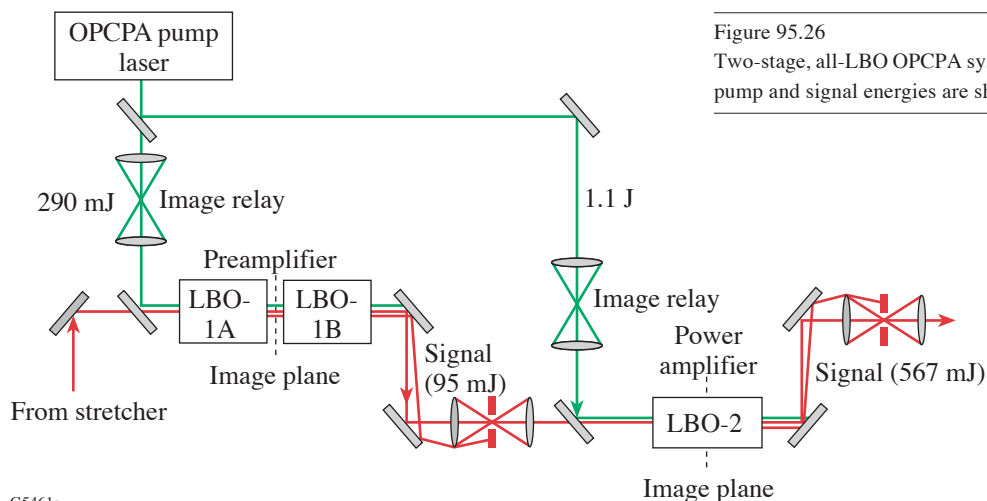 OPCPA pump
laser
Figure 95.26
Two-stage, all-LBO OPCPA
pump and signal energies are
290 mJ
Image relay
1.1 J
Preamplifier
LBO-
1A
LBO-
1B
Image plane
Image relay
Power
amplifier
Signal
(95 mJ)
Signal (567 mJ)
From stretcher
LBO-2
Image plane